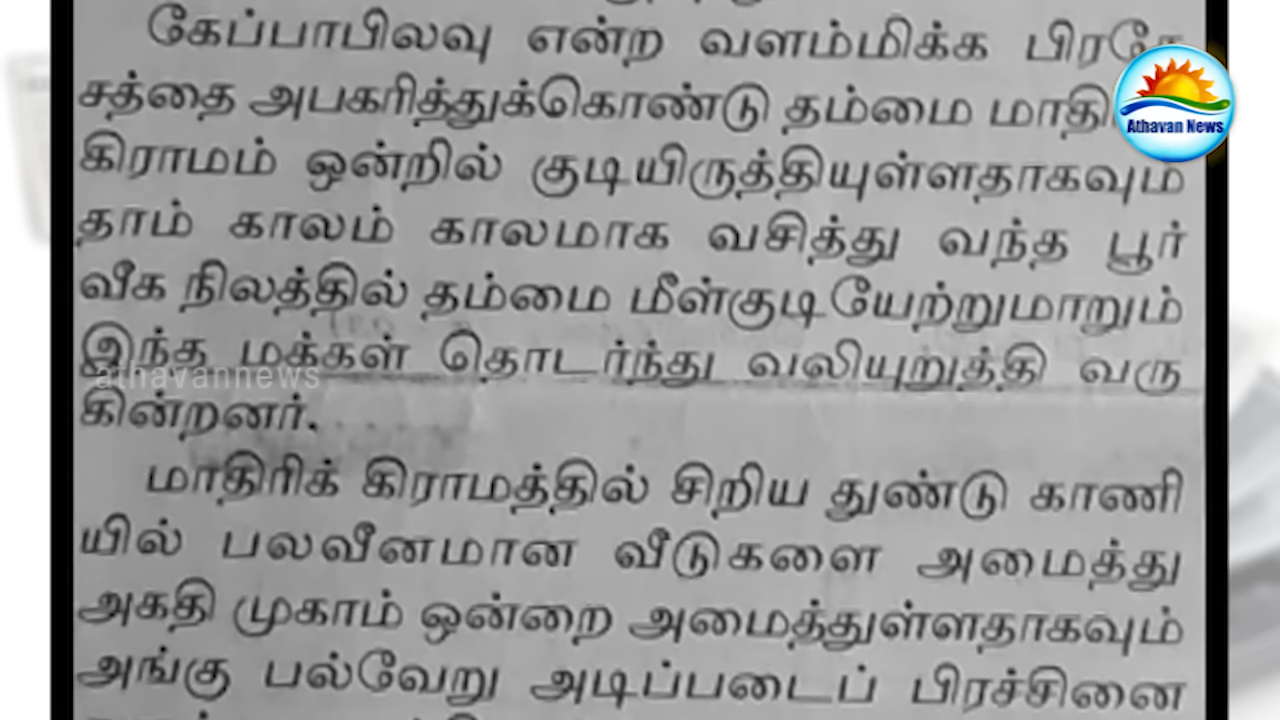 கேப்பாபிலவு என்ற வளம்மிக்க
சத்தை அபகரித்துக்கொண்டு தம்மை
Athavan News
கிராமம் ஒன்றில் குடியிருத்தியுள்ளதாகவும்
தாம் காலம் காலமாக வசித்து வந்த பூர்
வீக நிலத்தில் தம்மை மீள்குடியேற்றுமாறும்
இந்த மக்கள் தொடர்ந்து வலியுறுத்தி வரு
athavannews
கின்றனர்.
மாதிரிக் கிராமத்தில் சிறிய துண்டு காணி
யில் பலவீனமான வீடுகளை அமைத்து
அகதி முகாம் ஒன்றை அமைத்துள்ளதாகவும்
அங்கு பல்வேறு அடிப்படைப் பிரச்சினை